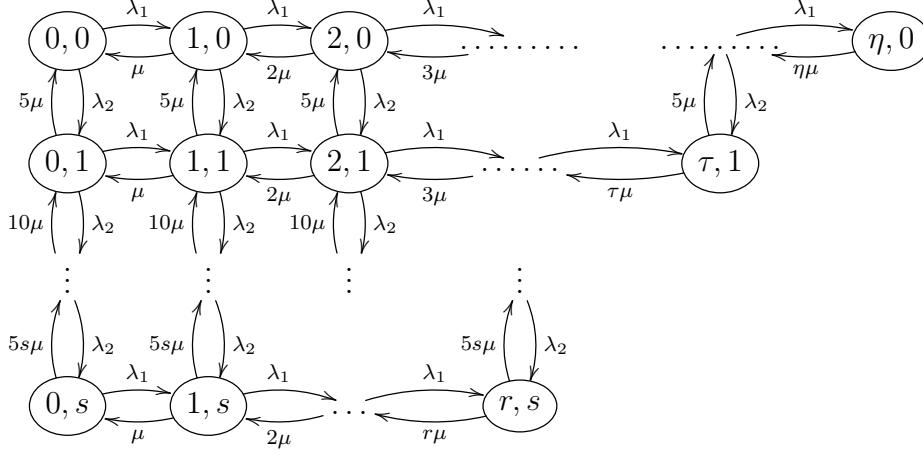 λ₁ λ₁ λ₁ λ₁
0, 0 1, 0 2, 0 ......... ......... η, 0
μ 2μ 3μ ημ
5μ λ₂ 5μ λ₂ 5μ λ₂ 5μ λ₂
λ₁ λ₁ λ₁ λ₁
0, 1 1, 1 2, 1 ...... τ, 1
μ 2μ 3μ τμ
10μ λ₂ 10μ λ₂ 10μ λ₂
⋮ ⋮ ⋮ ⋮
5sμ λ₂ 5sμ λ₂ 5sμ λ₂
λ₁ λ₁ λ₁
0, s 1, s ... r, s
μ 2μ rμ